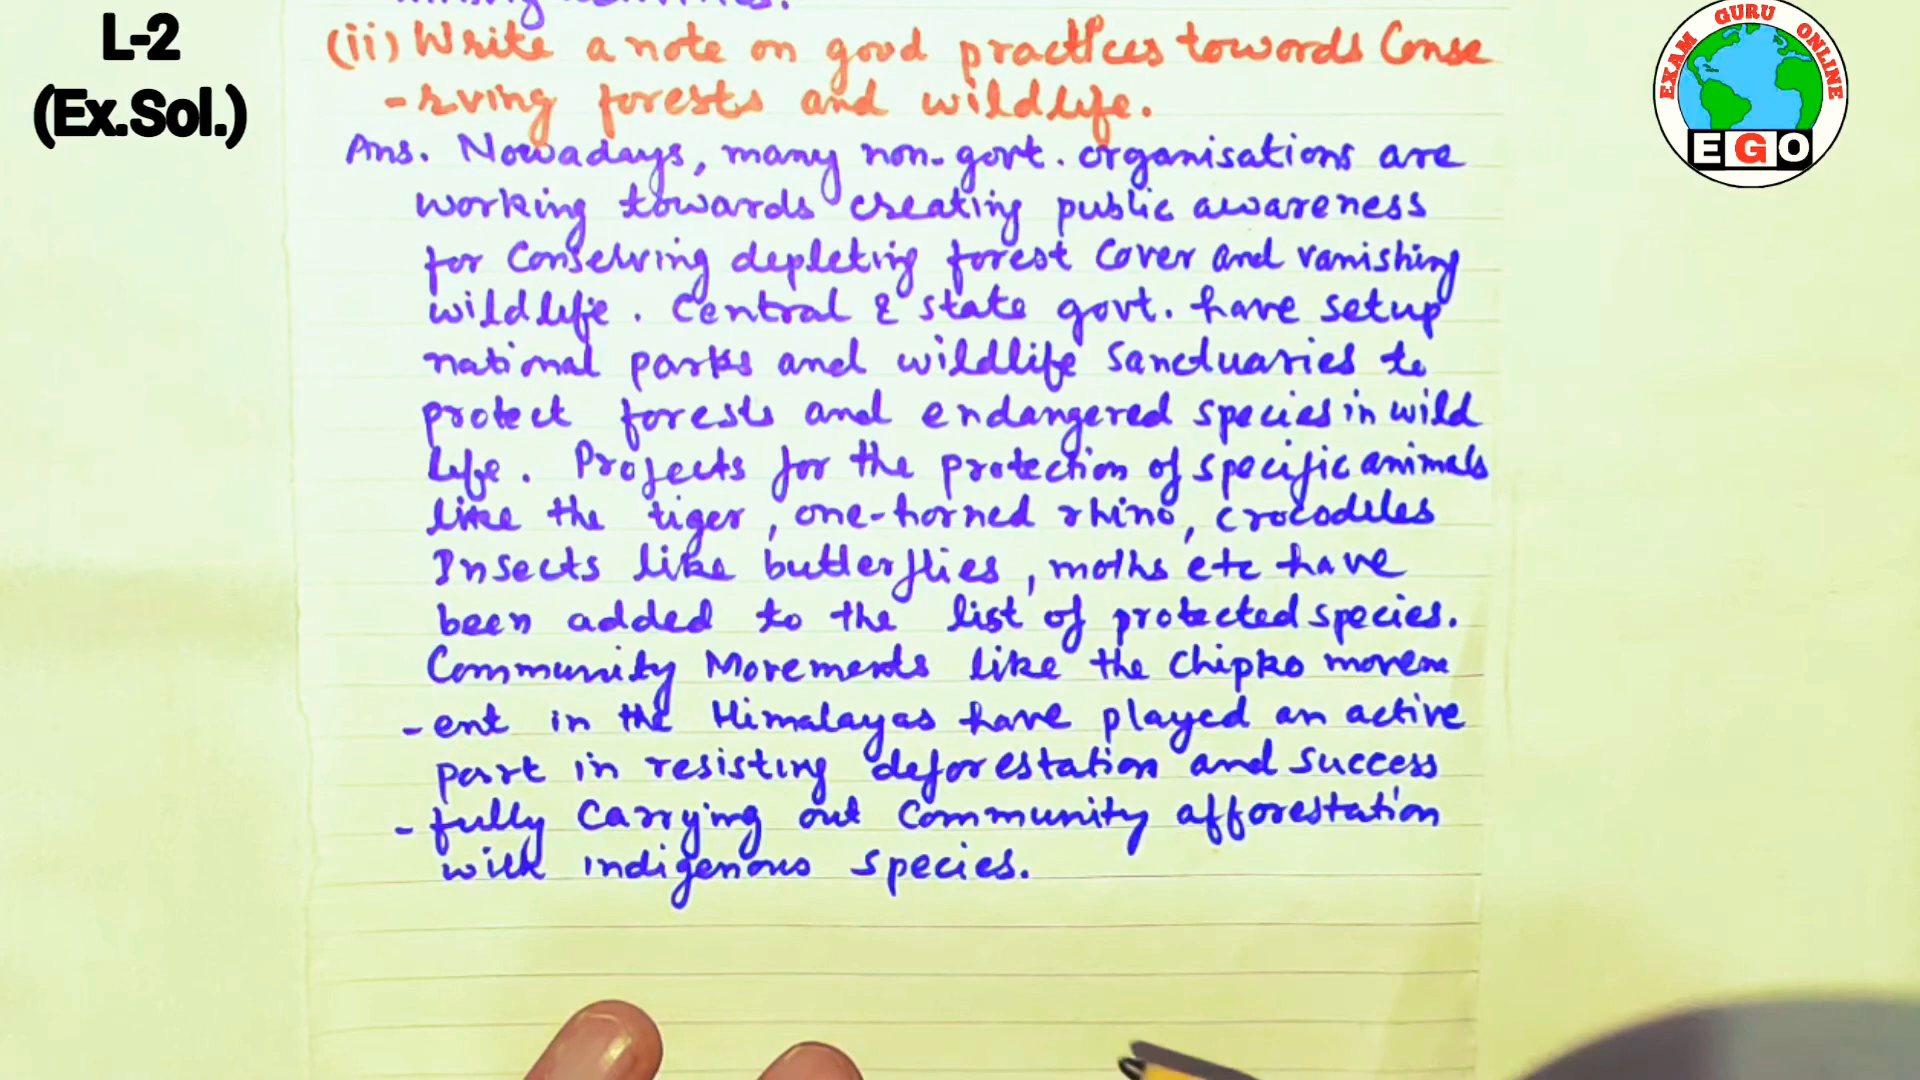 L-2
(Ex.Sol.)
EXAM GURU ONLINE
EGO
(ii) Write a note on good practices towards Conse
-rving forests and wildlife.
Ans. Nowadays, many non-govt. organisations are
working towards creating public awareness
for Conserving depleting forest Cover and vanishing
wildlife. Central & state govt. have setup
national parks and wildlife Sanctuaries to
protect forests and endangered species in wild
life. Projects for the protection of specific animals
like the tiger, one-horned rhino, crocodiles
Insects like butterflies, moths etc have
been added to the list of protected species.
Community Movements like the Chipko movem
-ent in the Himalayas have played an active
part in resisting deforestation and success
-fully Carrying out Community afforestation
with indigenous species.